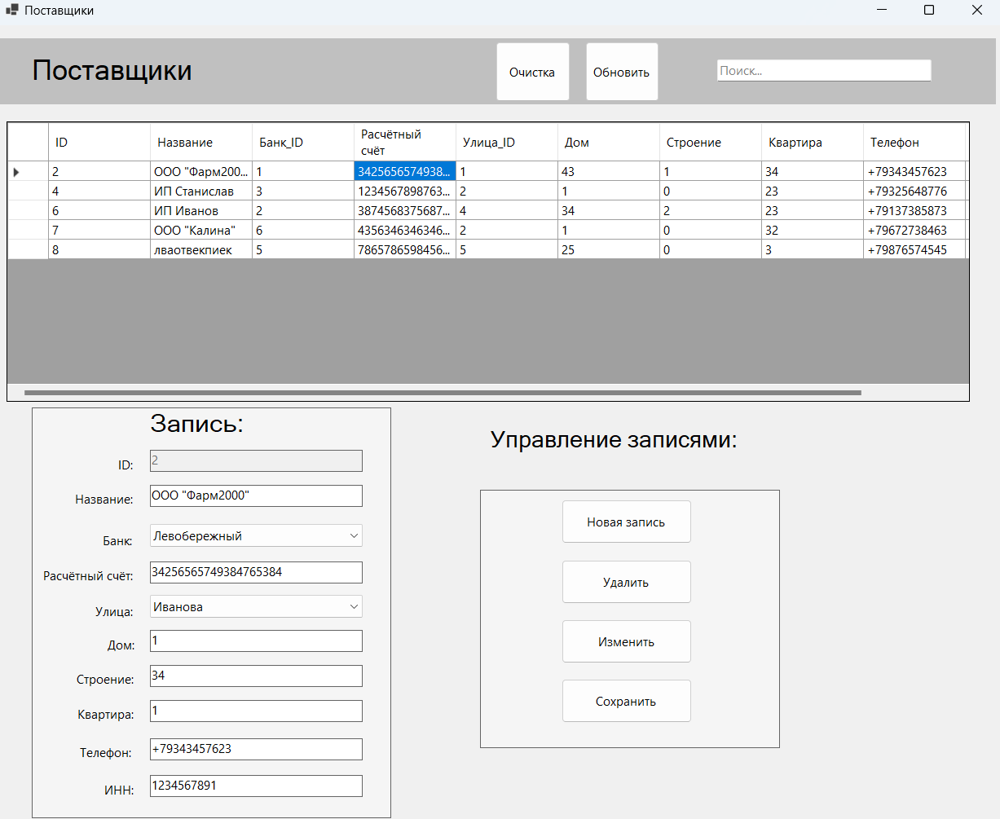 Поставщики
Поставщики
Очистка
Обновить
Поиск...
ID Название Банк_ID Расчётный счёт Улица_ID Дом Строение Квартира Телефон
2 ООО "Фарм200... 1 3425656574938... 1 43 1 34 +79343457623
4 ИП Станислав 3 1234567898763... 2 1 0 23 +79325648776
6 ИП Иванов 2 3874568375687... 4 34 2 23 +79137385873
7 ООО "Калина" 6 4356346346346... 2 1 0 32 +79672738463
8 лваотвекпиек 5 7865786598456... 5 25 0 3 +79876574545
Запись:
ID: 2
Название: ООО "Фарм2000"
Банк: Левобережный
Расчётный счёт: 34256565749384765384
Улица: Иванова
Дом: 1
Строение: 34
Квартира: 1
Телефон: +79343457623
ИНН: 1234567891
Управление записями:
Новая запись
Удалить
Изменить
Сохранить